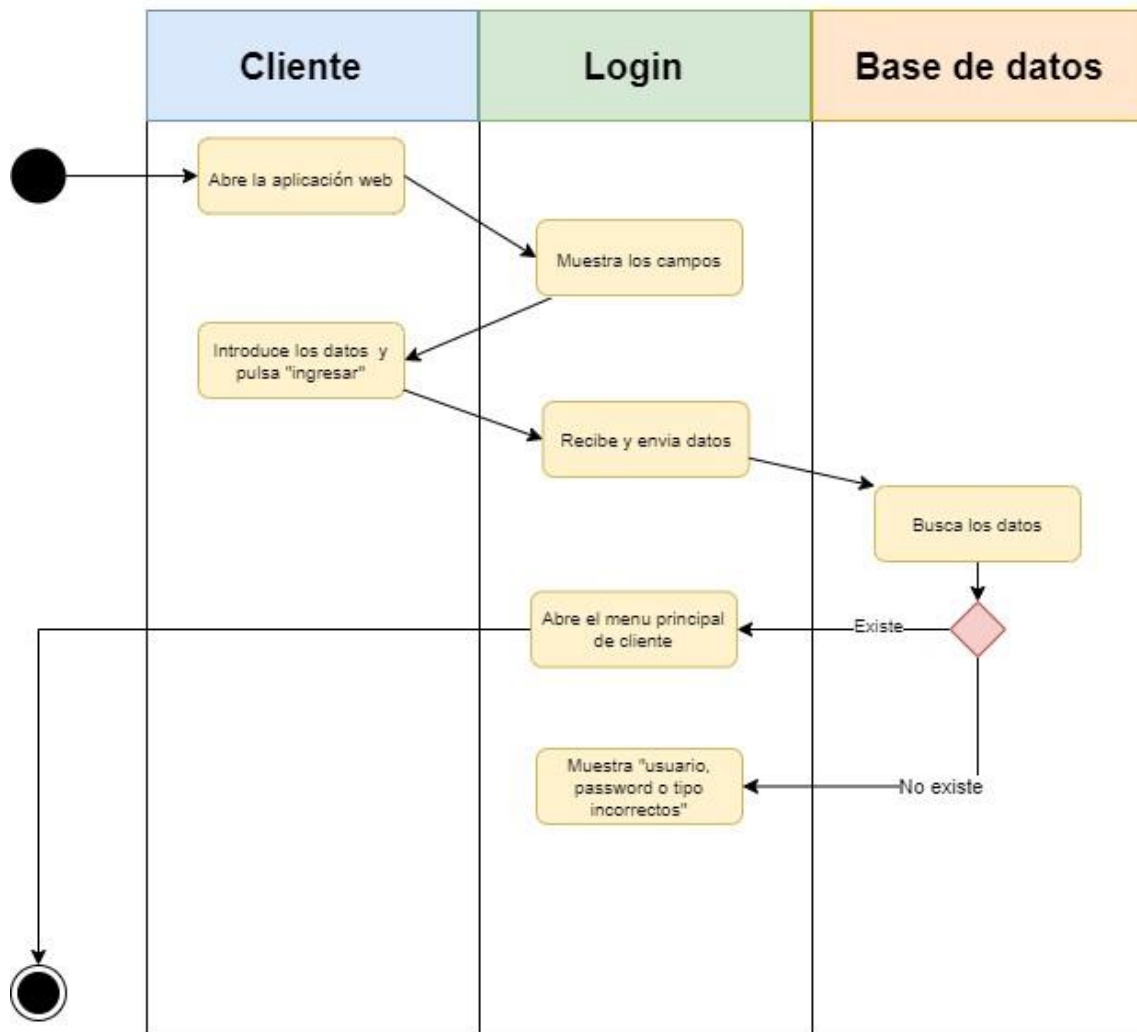 Cliente
Login
Base de datos
Abre la aplicación web
Muestra los campos
Introduce los datos y
pulsa "ingresar"
Recibe y envia datos
Busca los datos
Abre el menu principal
de cliente
Existe
Muestra "usuario,
password o tipo
incorrectos"
No existe